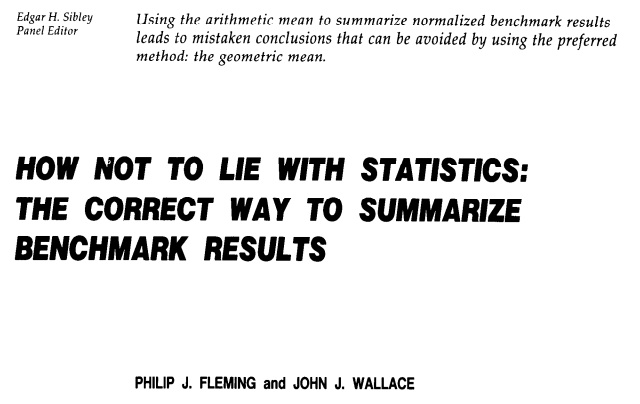 Edgar H. Sibley
Panel Editor
Using the arithmetic mean to summarize normalized benchmark results
leads to mistaken conclusions that can be avoided by using the preferred
method: the geometric mean.
HOW NOT TO LIE WITH STATISTICS:
THE CORRECT WAY TO SUMMARIZE
BENCHMARK RESULTS
PHILIP J. FLEMING and JOHN J. WALLACE